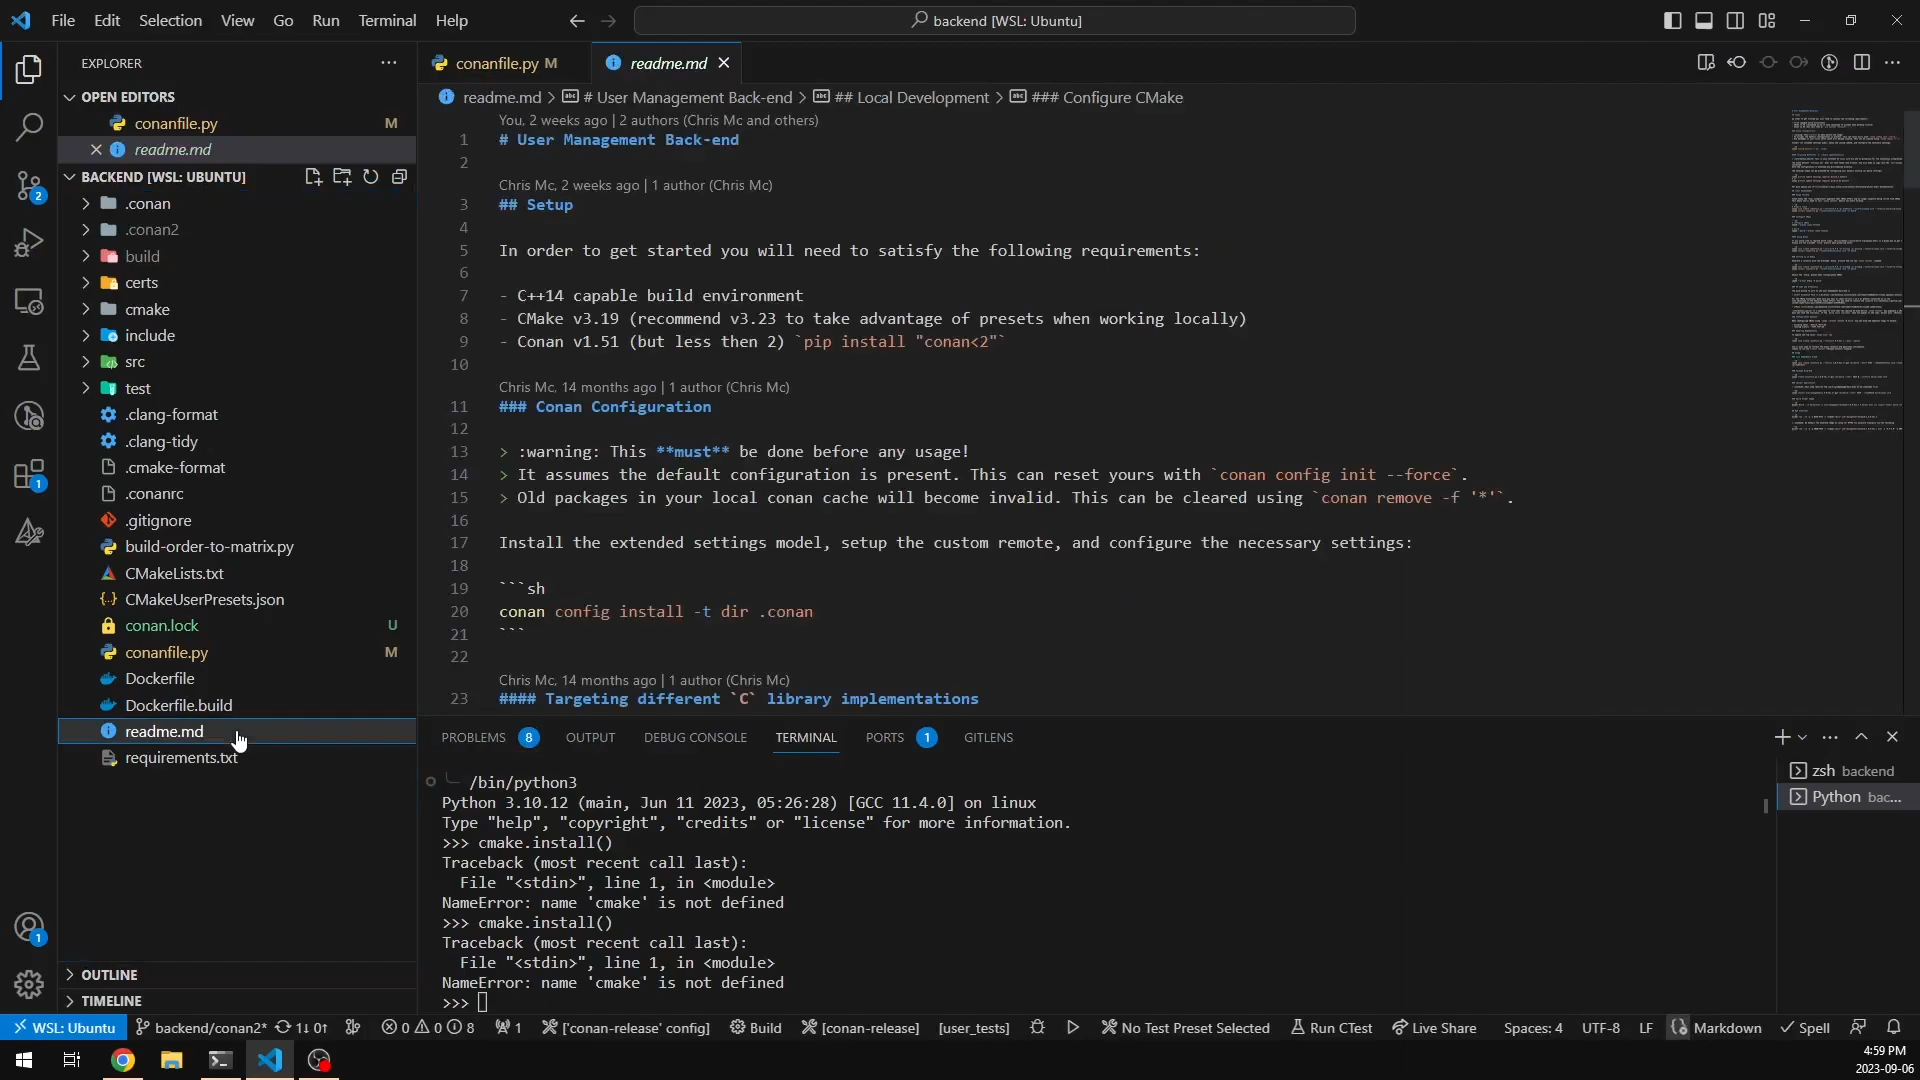 File Edit Selection View Go Run Terminal Help
backend [WSL: Ubuntu]
EXPLORER
OPEN EDITORS
conanfile.py M
readme.md
BACKEND [WSL: UBUNTU]
.conan
.conan2
build
certs
cmake
include
src
test
.clang-format
.clang-tidy
.cmake-format
.conanrc
.gitignore
build-order-to-matrix.py
CMakeLists.txt
CMakeUserPresets.json
conan.lock U
conanfile.py M
Dockerfile
Dockerfile.build
readme.md
requirements.txt
OUTLINE
TIMELINE
2
1
1
conanfile.py M readme.md
readme.md > # User Management Back-end > ## Local Development > ### Configure CMake
You, 2 weeks ago | 2 authors (Chris Mc and others)
1 # User Management Back-end
2
Chris Mc, 2 weeks ago | 1 author (Chris Mc)
3 ## Setup
4
5 In order to get started you will need to satisfy the following requirements:
6
7 - C++14 capable build environment
8 - CMake v3.19 (recommend v3.23 to take advantage of presets when working locally)
9 - Conan v1.51 (but less then 2) `pip install "conan<2"`
10
Chris Mc, 14 months ago | 1 author (Chris Mc)
11 ### Conan Configuration
12
13 > :warning: This **must** be done before any usage!
14 > It assumes the default configuration is present. This can reset yours with `conan config init --force`.
15 > Old packages in your local conan cache will become invalid. This can be cleared using `conan remove -f '*'`.
16
17 Install the extended settings model, setup the custom remote, and configure the necessary settings:
18
19 ```sh
20 conan config install -t dir .conan
21 ```
22
Chris Mc, 14 months ago | 1 author (Chris Mc)
23 #### Targeting different `C` library implementations
PROBLEMS 8 OUTPUT DEBUG CONSOLE TERMINAL PORTS 1 GITLENS
/bin/python3
Python 3.10.12 (main, Jun 11 2023, 05:26:28) [GCC 11.4.0] on linux
Type "help", "copyright", "credits" or "license" for more information.
>>> cmake.install()
Traceback (most recent call last):
File "<stdin>", line 1, in <module>
NameError: name 'cmake' is not defined
>>> cmake.install()
Traceback (most recent call last):
File "<stdin>", line 1, in <module>
NameError: name 'cmake' is not defined
>>>
zsh backend
Python bac...
WSL: Ubuntu backend/conan2* 1↓ 0↑ 0 0 8 1 ['conan-release' config] Build [conan-release] [user_tests] No Test Preset Selected Run CTest Live Share Spaces: 4 UTF-8 LF Markdown Spell
4:59 PM
2023-09-06